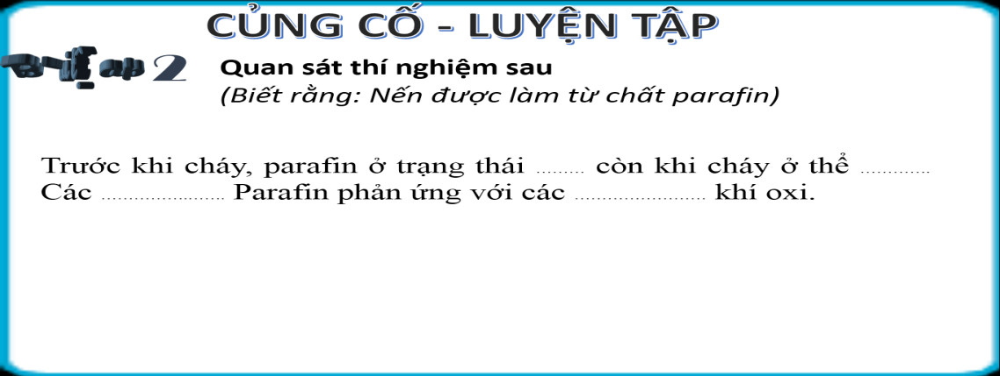 CỦNG CỐ - LUYỆN TẬP
Bài tập 2
Quan sát thí nghiệm sau
(Biết rằng: Nến được làm từ chất parafin)
Trước khi cháy, parafin ở trạng thái ......... còn khi cháy ở thể .............
Các ....................... Parafin phản ứng với các ........................ khí oxi.